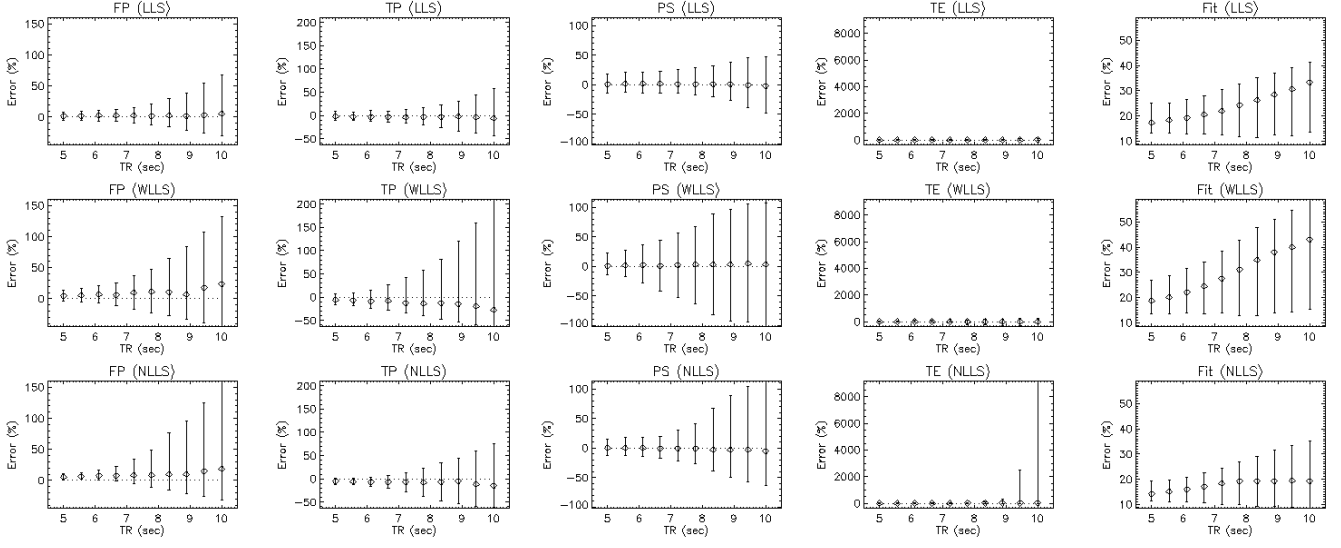 FP (LLS)
Error (%)
150
100
50
0
5 6 7 8 9 10
TR (sec)
TP (LLS)
Error (%)
200
150
100
50
0
−50
5 6 7 8 9 10
TR (sec)
PS (LLS)
Error (%)
100
50
0
−50
−100
5 6 7 8 9 10
TR (sec)
TE (LLS)
Error (%)
8000
6000
4000
2000
0
5 6 7 8 9 10
TR (sec)
Fit (LLS)
Error (%)
50
40
30
20
10
5 6 7 8 9 10
TR (sec)
FP (WLLS)
Error (%)
150
100
50
0
5 6 7 8 9 10
TR (sec)
TP (WLLS)
Error (%)
200
150
100
50
0
−50
5 6 7 8 9 10
TR (sec)
PS (WLLS)
Error (%)
100
50
0
−50
−100
5 6 7 8 9 10
TR (sec)
TE (WLLS)
Error (%)
8000
6000
4000
2000
0
5 6 7 8 9 10
TR (sec)
Fit (WLLS)
Error (%)
50
40
30
20
10
5 6 7 8 9 10
TR (sec)
FP (NLLS)
Error (%)
150
100
50
0
5 6 7 8 9 10
TR (sec)
TP (NLLS)
Error (%)
200
150
100
50
0
−50
5 6 7 8 9 10
TR (sec)
PS (NLLS)
Error (%)
100
50
0
−50
−100
5 6 7 8 9 10
TR (sec)
TE (NLLS)
Error (%)
8000
6000
4000
2000
0
5 6 7 8 9 10
TR (sec)
Fit (NLLS)
Error (%)
50
40
30
20
10
5 6 7 8 9 10
TR (sec)